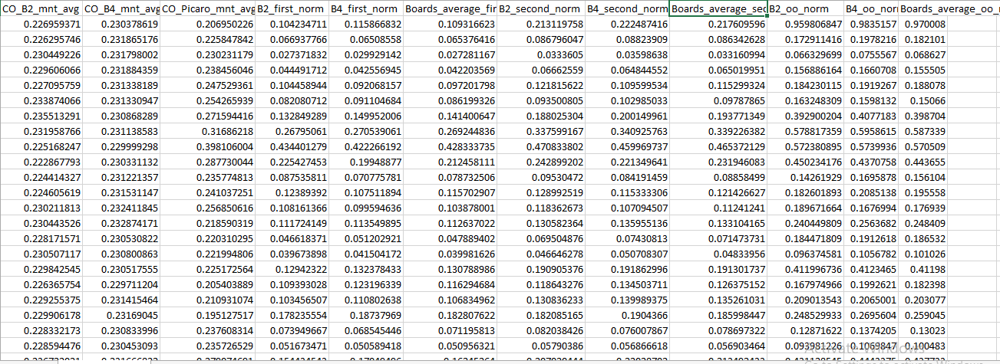 CO_B2_mnt_avg CO_B4_mnt_avg CO_Picaro_mnt_avg B2_first_norm B4_first_norm Boards_average_fir B2_second_norm B4_second_norm Boards_average_sec B2_oo_norm B4_oo_nor Boards_average_oo_
0.226959371 0.230378619 0.206950226 0.104234711 0.115866832 0.109316623 0.213119758 0.222487416 0.217609596 0.959806847 0.9835157 0.970008
0.226295746 0.231865176 0.225847842 0.066937766 0.06508558 0.065376416 0.086796047 0.08823909 0.086342628 0.172911416 0.1978216 0.182101
0.230449226 0.231798002 0.230231179 0.027371832 0.029929142 0.027281167 0.0333605 0.03598638 0.033160994 0.066329699 0.0755567 0.068627
0.229606066 0.231884359 0.238456046 0.044491712 0.042556945 0.042203569 0.06662559 0.064844552 0.065019951 0.156886164 0.1660708 0.155505
0.227095759 0.231338189 0.247529361 0.104458944 0.092068157 0.097201798 0.121815622 0.109599534 0.115299324 0.184230115 0.1919267 0.188078
0.233874066 0.231330947 0.254265939 0.082080712 0.091104684 0.086199326 0.093500805 0.102985033 0.09787865 0.163248309 0.1598132 0.15066
0.235513291 0.230868289 0.271594416 0.132849289 0.149952006 0.141400647 0.188025304 0.200149961 0.193771349 0.392900204 0.4077183 0.398704
0.231958766 0.231138583 0.31686218 0.26795061 0.270539061 0.269244836 0.337599167 0.340925763 0.339226382 0.578817359 0.5958615 0.587339
0.225168247 0.229999298 0.398106004 0.434401279 0.422266192 0.428333735 0.470833802 0.459969737 0.465372129 0.572380895 0.5739936 0.570509
0.222867793 0.230331132 0.287730044 0.225427453 0.19948877 0.212458111 0.242899202 0.221349641 0.231946083 0.450234176 0.4370758 0.443655
0.224414327 0.231221357 0.235774813 0.087535811 0.070775781 0.078732506 0.09530472 0.084191459 0.08858499 0.14261929 0.1695878 0.156104
0.224605619 0.231531147 0.241037251 0.12389392 0.107511894 0.115702907 0.128992519 0.115333306 0.121426627 0.182601893 0.2085138 0.195558
0.230211813 0.232411845 0.256850616 0.108161366 0.099594636 0.103878001 0.118362673 0.107094507 0.11241241 0.189671664 0.1676994 0.176939
0.230443526 0.232874171 0.218590319 0.111724149 0.113549895 0.112637022 0.130582364 0.135955136 0.133104165 0.240449809 0.2563682 0.248409
0.228171571 0.230530822 0.220310295 0.046618371 0.051202921 0.047889402 0.069504876 0.07430813 0.071473731 0.184471809 0.1912618 0.186532
0.230507117 0.230800863 0.221994806 0.039673898 0.041504172 0.039981626 0.046646278 0.050708307 0.04833956 0.096374581 0.1056782 0.101026
0.229842545 0.230517555 0.225172564 0.12942322 0.132378433 0.130788986 0.190905376 0.191862996 0.191301737 0.411996736 0.4123465 0.41198
0.226365754 0.229711204 0.205403889 0.109393028 0.123196339 0.116294684 0.118643276 0.134503711 0.126375152 0.167974966 0.1992621 0.182398
0.229255375 0.231415464 0.210931074 0.103456507 0.110802638 0.106834962 0.130836233 0.139989375 0.135261031 0.209013543 0.2065001 0.203077
0.229906178 0.23169045 0.195127517 0.178235554 0.18737969 0.182807622 0.182085165 0.1904366 0.185998447 0.248529933 0.2695604 0.259045
0.228332173 0.230833996 0.237608314 0.073949667 0.068545446 0.071195813 0.082038426 0.076007867 0.078697322 0.12871622 0.1374205 0.13023
0.228594476 0.230453093 0.235726529 0.051673471 0.050589418 0.050956321 0.05790386 0.056866618 0.056903464 0.093981226 0.1069847 0.100483